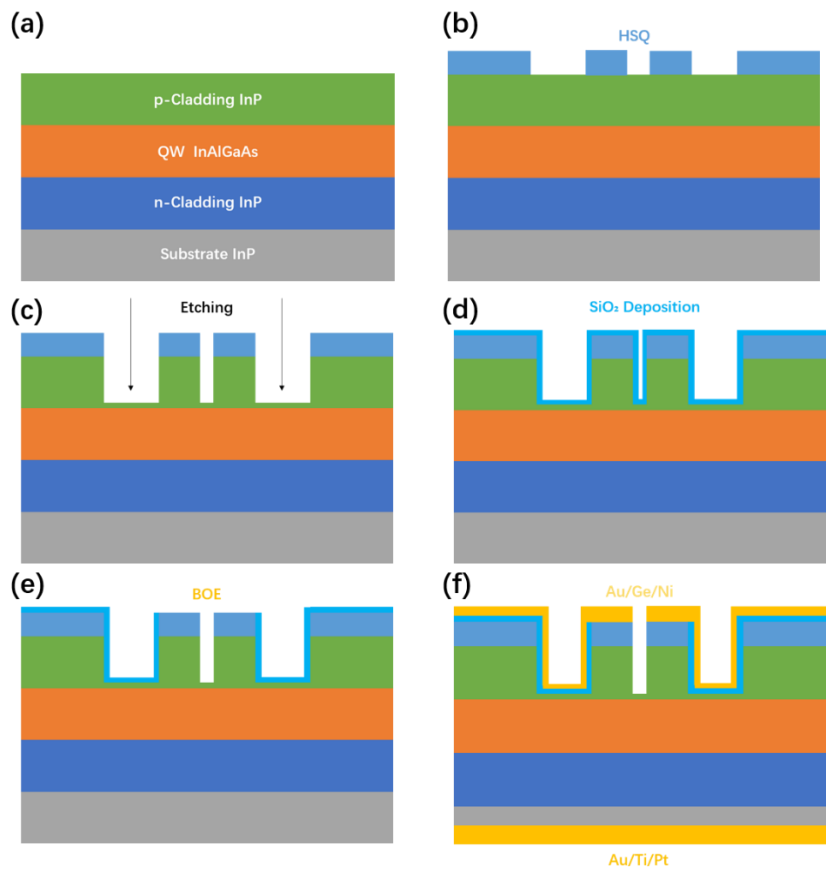 (a)
p-Cladding InP
QW InAlGaAs
n-Cladding InP
Substrate InP
(b)
HSQ
(c)
Etching
(d)
SiO₂ Deposition
(e)
BOE
(f)
Au/Ge/Ni
Au/Ti/Pt